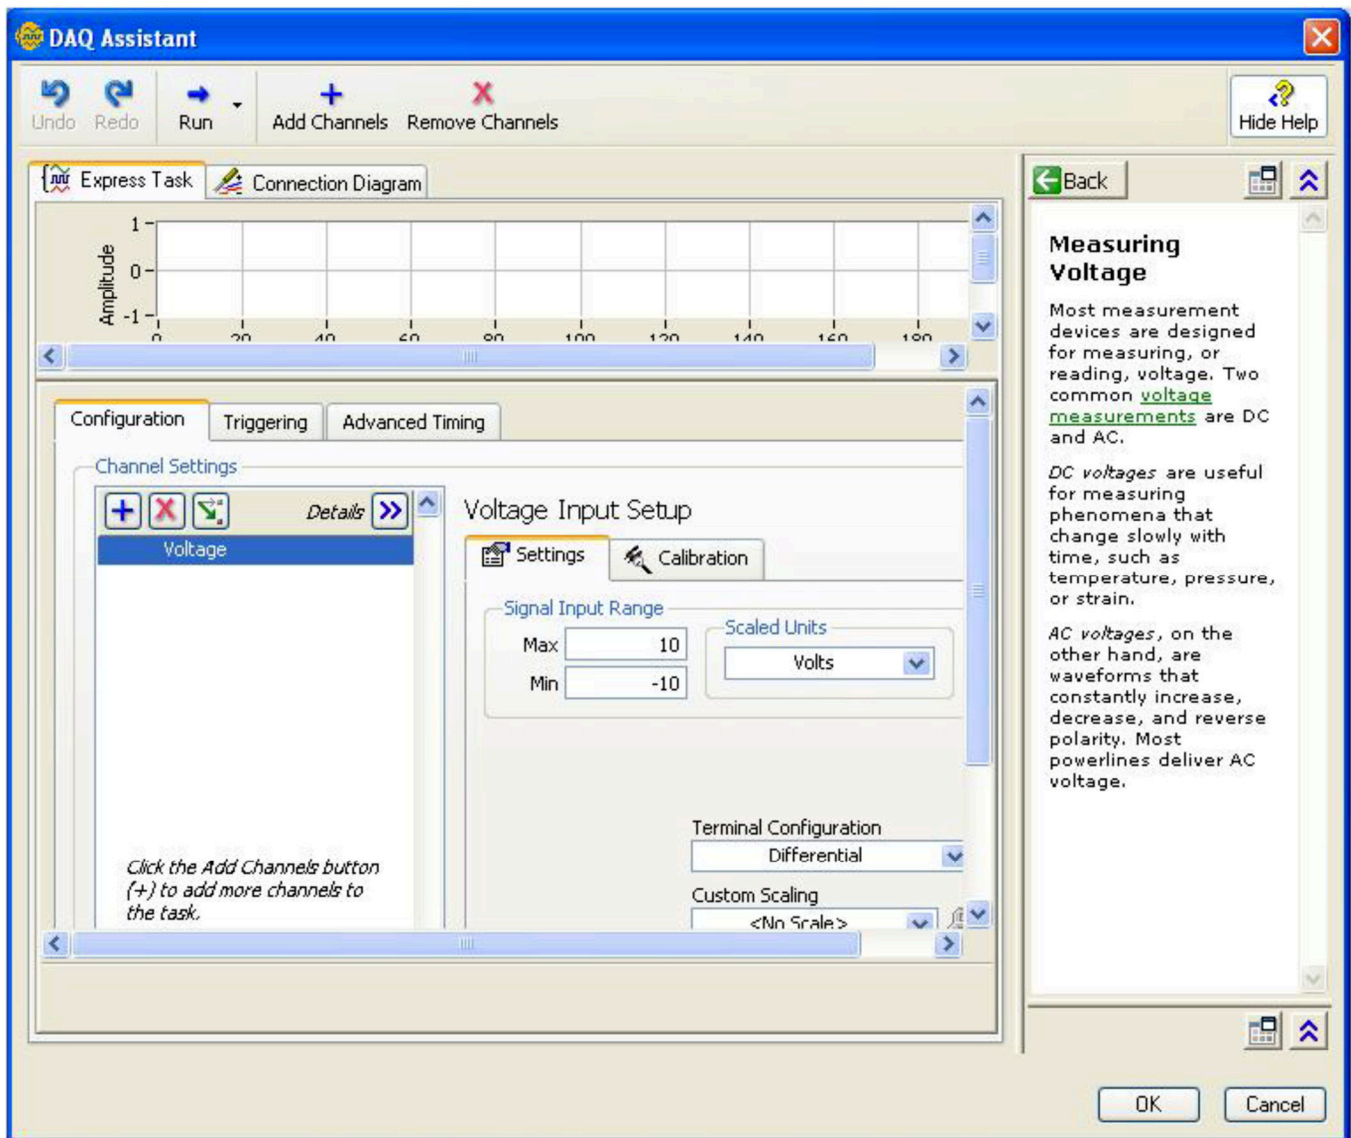 DAQ Assistant
Undo Redo Run Add Channels Remove Channels Hide Help
Express Task Connection Diagram
Amplitude
1
0
-1
0 20 40 60 80 100 120 140 160 180
Configuration Triggering Advanced Timing
Channel Settings
Details
Voltage
Click the Add Channels button
(+) to add more channels to
the task.
Voltage Input Setup
Settings Calibration
Signal Input Range
Max 10
Min -10
Scaled Units
Volts
Terminal Configuration
Differential
Custom Scaling
<No Scale>
Back
Measuring
Voltage
Most measurement
devices are designed
for measuring, or
reading, voltage. Two
common voltage
measurements are DC
and AC.
DC voltages are useful
for measuring
phenomena that
change slowly with
time, such as
temperature, pressure,
or strain.
AC voltages, on the
other hand, are
waveforms that
constantly increase,
decrease, and reverse
polarity. Most
powerlines deliver AC
voltage.
OK Cancel